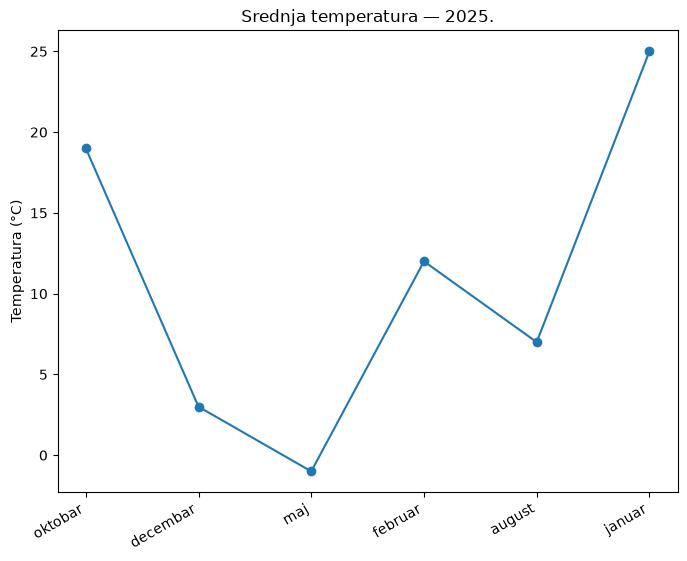 Srednja temperatura — 2025.
Temperatura (°C)
25
20
15
10
5
0
oktobar
decembar
maj
februar
august
januar